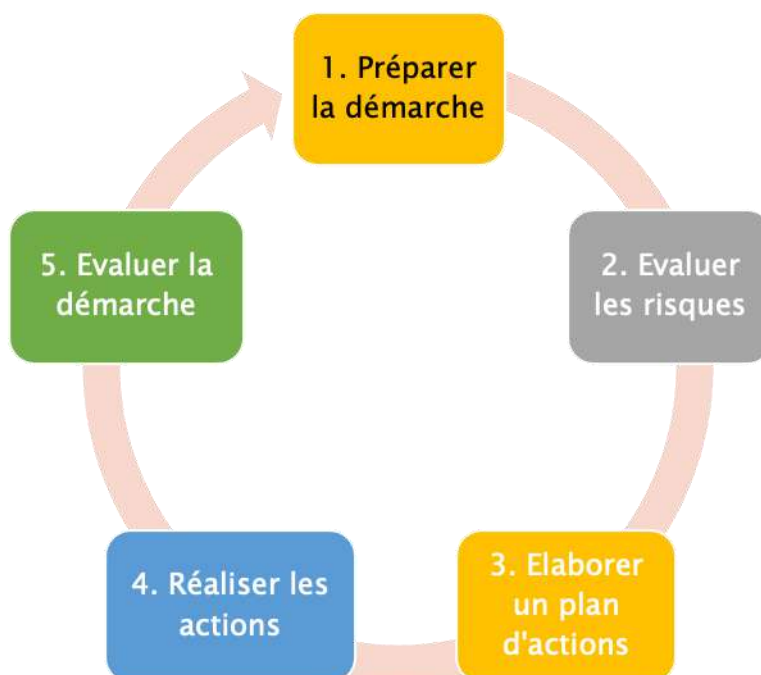 1. Préparer
la démarche
2. Evaluer
les risques
3. Elaborer
un plan
d'actions
4. Réaliser les
actions
5. Evaluer la
démarche